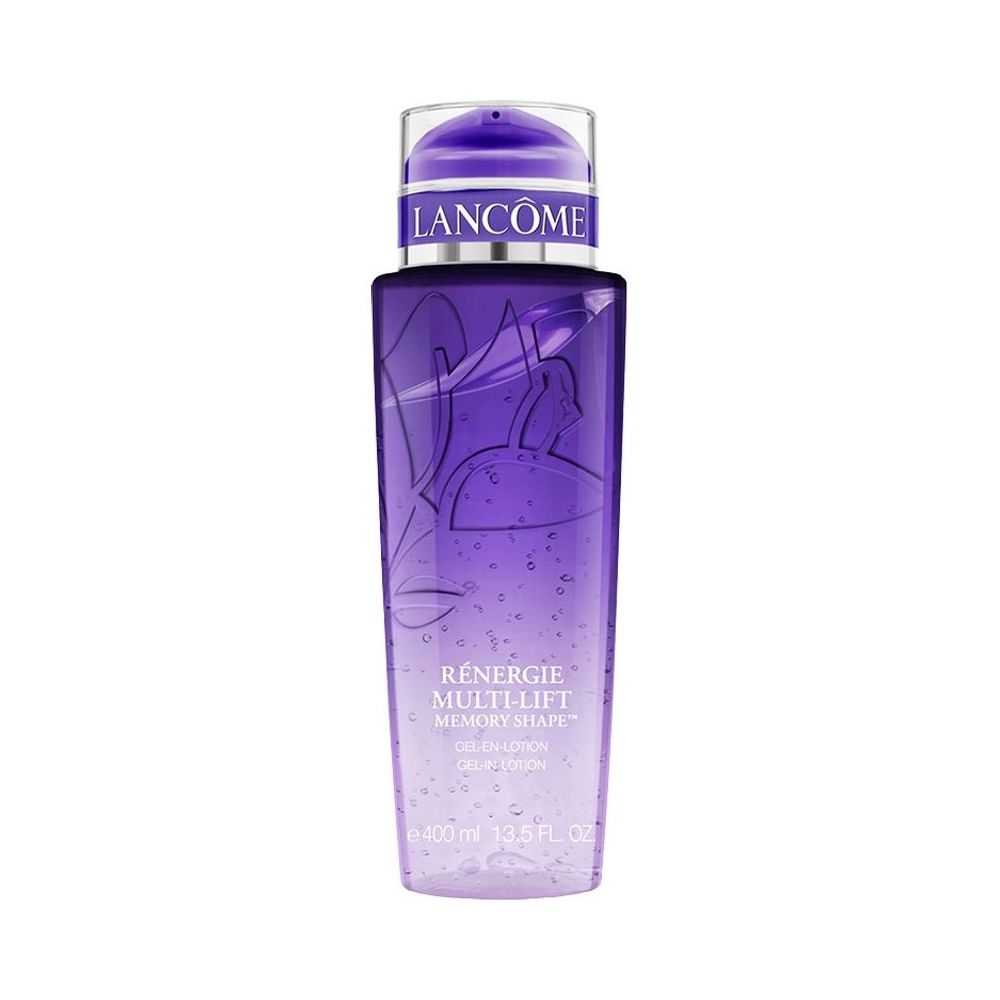 LANCÔME
RÉNERGIE
MULTI-LIFT
MEMORY SHAPE™
GEL-EN-LOTION
GEL-IN-LOTION
℮400 ml 13.5 FL. OZ.